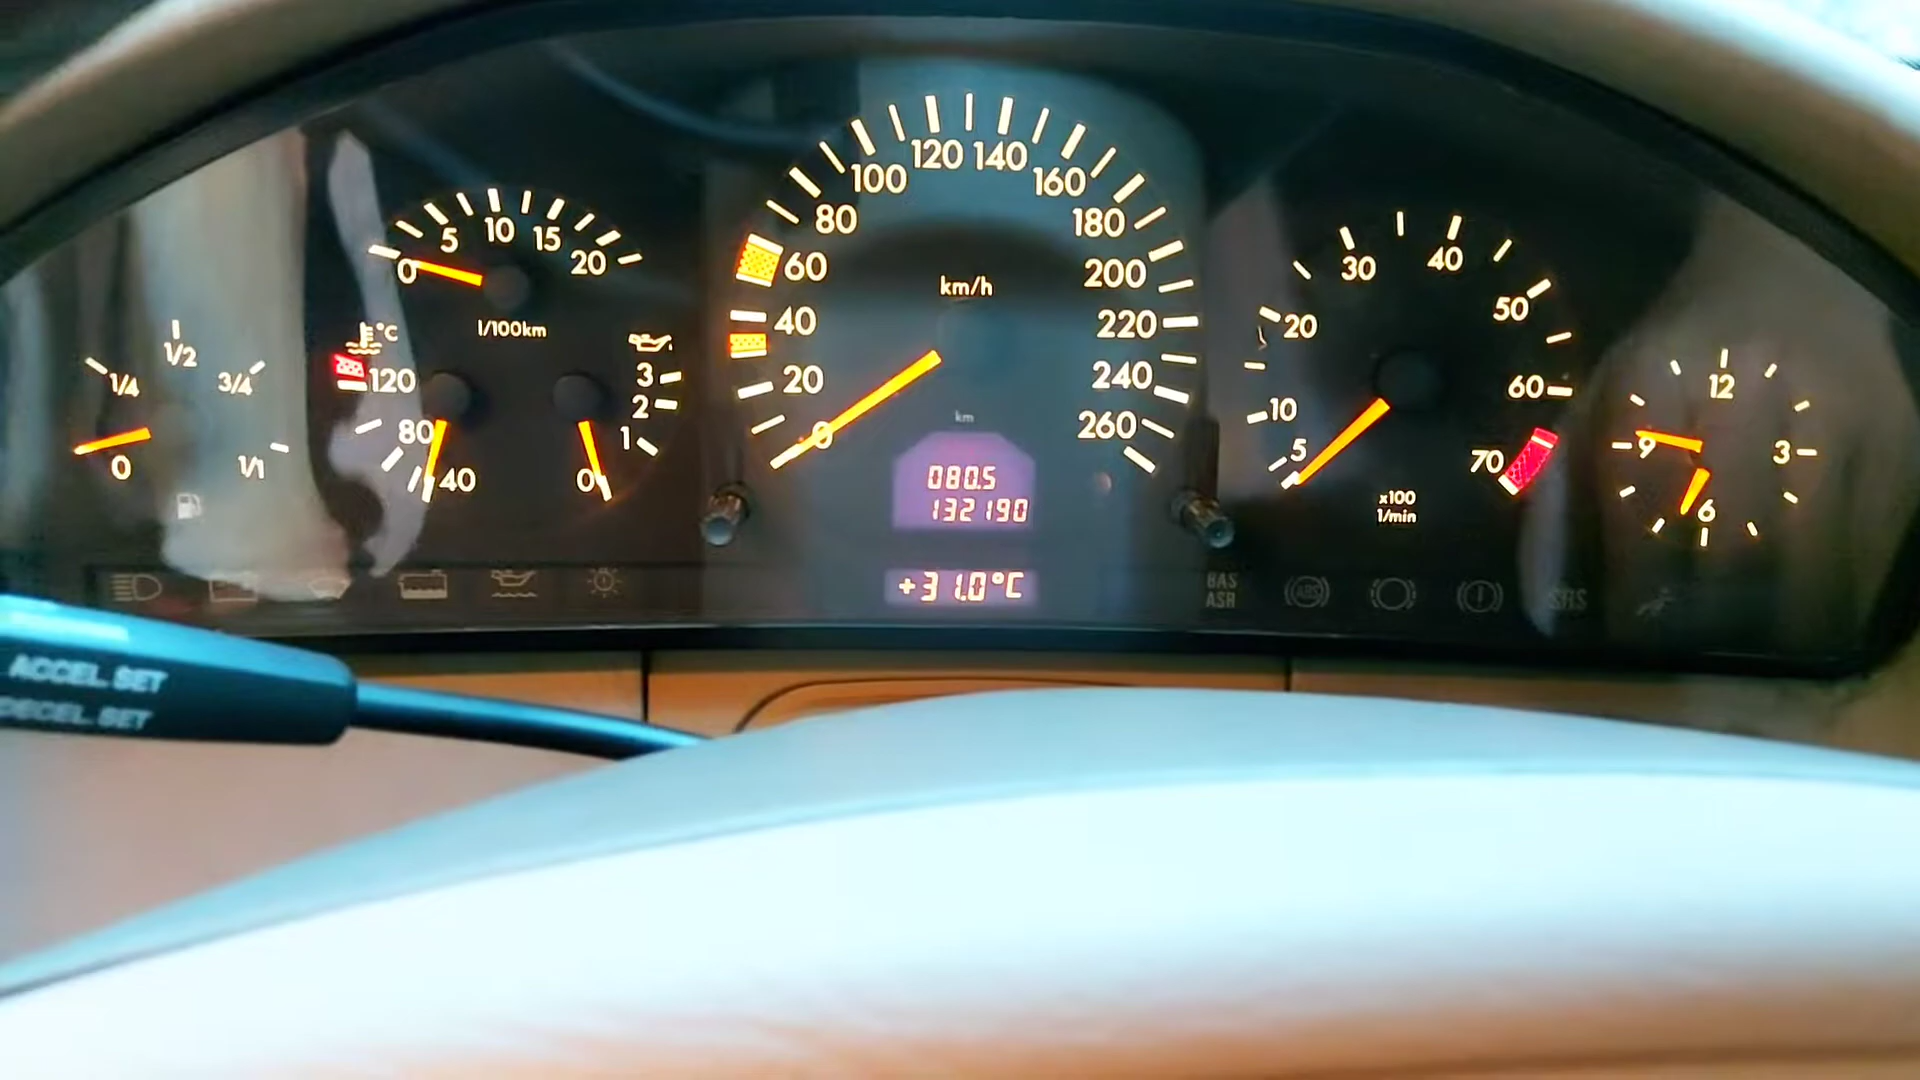 0 1/4 1/2 3/4 1/1
0 5 10 15 20
l/100km
°C
120
80
40
3
2
1
0
0 20 40 60 80 100 120 140 160 180 200 220 240 260
km/h
km
080.5
132190
+31.0°C
5 10 20 30 40 50 60 70
x100
1/min
12
3
6
9
BAS
ASR
ABS
SRS
ACCEL. SET
DECEL. SET